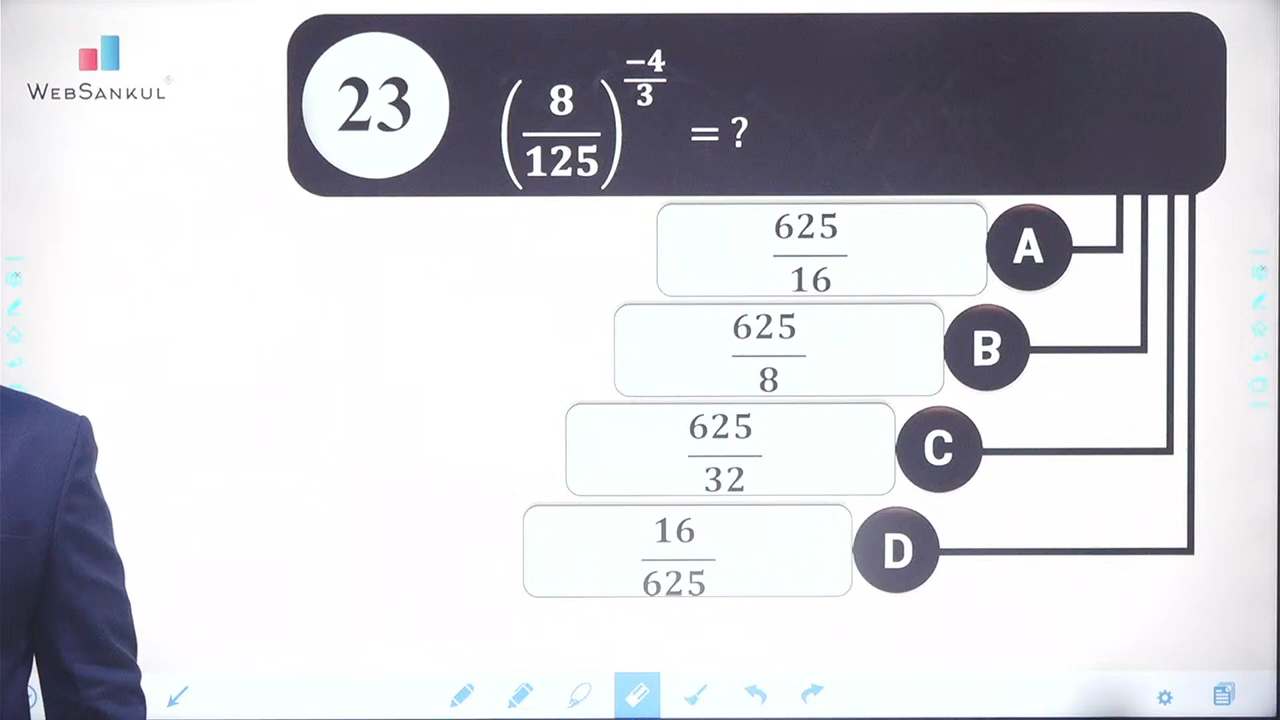 WEBSANKUL
23
(8/125)^(-4/3) = ?
625/16
A
625/8
B
625/32
C
16/625
D